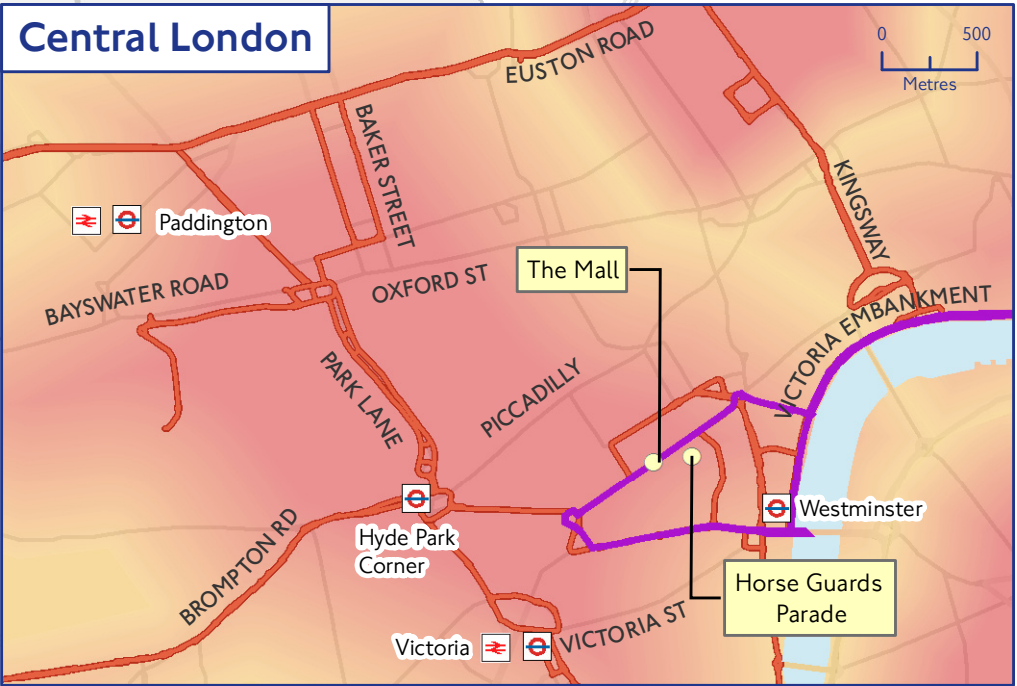 Central London
0 500
Metres
EUSTON ROAD
BAKER STREET
KINGSWAY
Paddington
The Mall
BAYSWATER ROAD
OXFORD ST
VICTORIA EMBANKMENT
PARK LANE
PICCADILLY
Westminster
Hyde Park
Corner
BROMPTON RD
Horse Guards
Parade
Victoria
VICTORIA ST